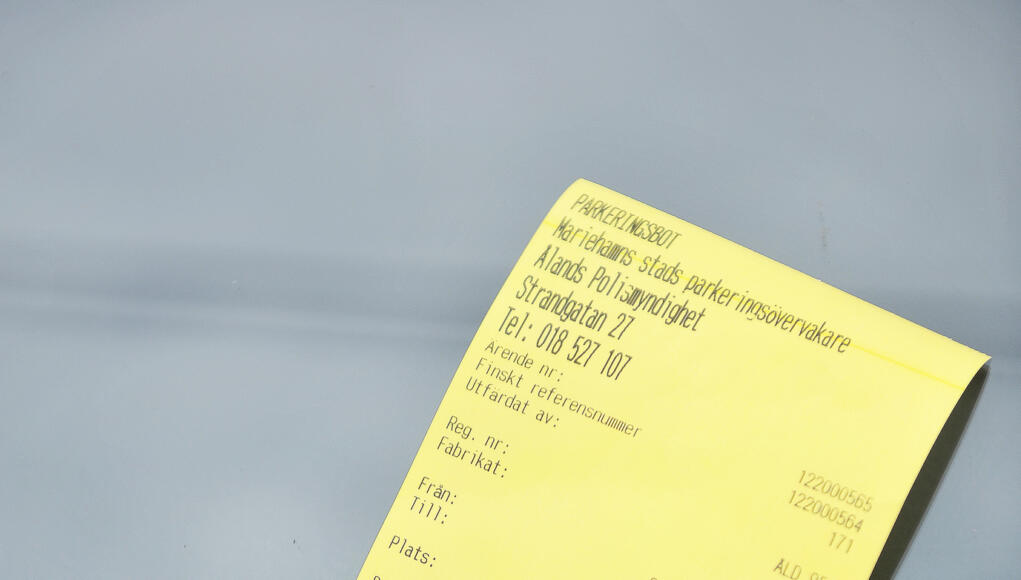 PARKERINGSBOT
Mariehamns stads parkeringsövervakare
Ålands Polismyndighet
Strandgatan 27
Tel: 018 527 107
Ärende nr: 122000565
Finskt referensnummer 122000564
Utfärdat av: 171
Reg. nr: ÅLD
Fabrikat:
Från:
Till:
Plats: